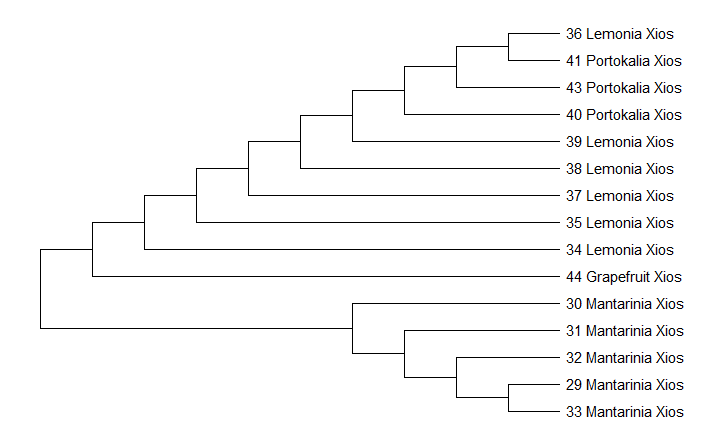 36 Lemonia Xios
41 Portokalia Xios
43 Portokalia Xios
40 Portokalia Xios
39 Lemonia Xios
38 Lemonia Xios
37 Lemonia Xios
35 Lemonia Xios
34 Lemonia Xios
44 Grapefruit Xios
30 Mantarinia Xios
31 Mantarinia Xios
32 Mantarinia Xios
29 Mantarinia Xios
33 Mantarinia Xios